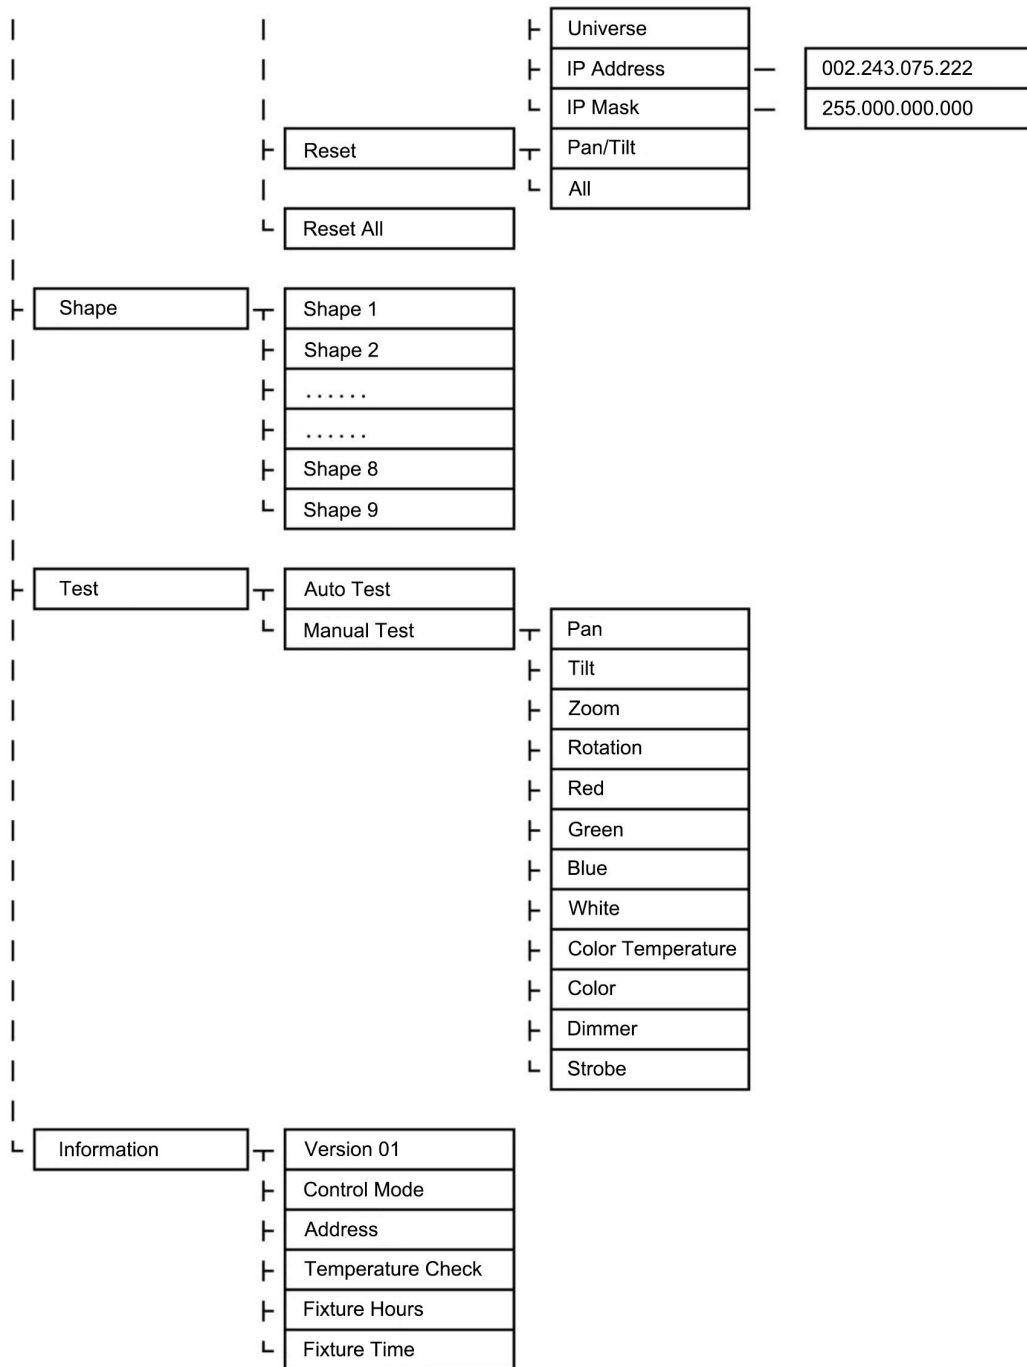 Universe
IP Address
002.243.075.222
IP Mask
255.000.000.000
Reset
Pan/Tilt
All
Reset All
Shape
Shape 1
Shape 2
......
......
Shape 8
Shape 9
Test
Auto Test
Manual Test
Pan
Tilt
Zoom
Rotation
Red
Green
Blue
White
Color Temperature
Color
Dimmer
Strobe
Information
Version 01
Control Mode
Address
Temperature Check
Fixture Hours
Fixture Time